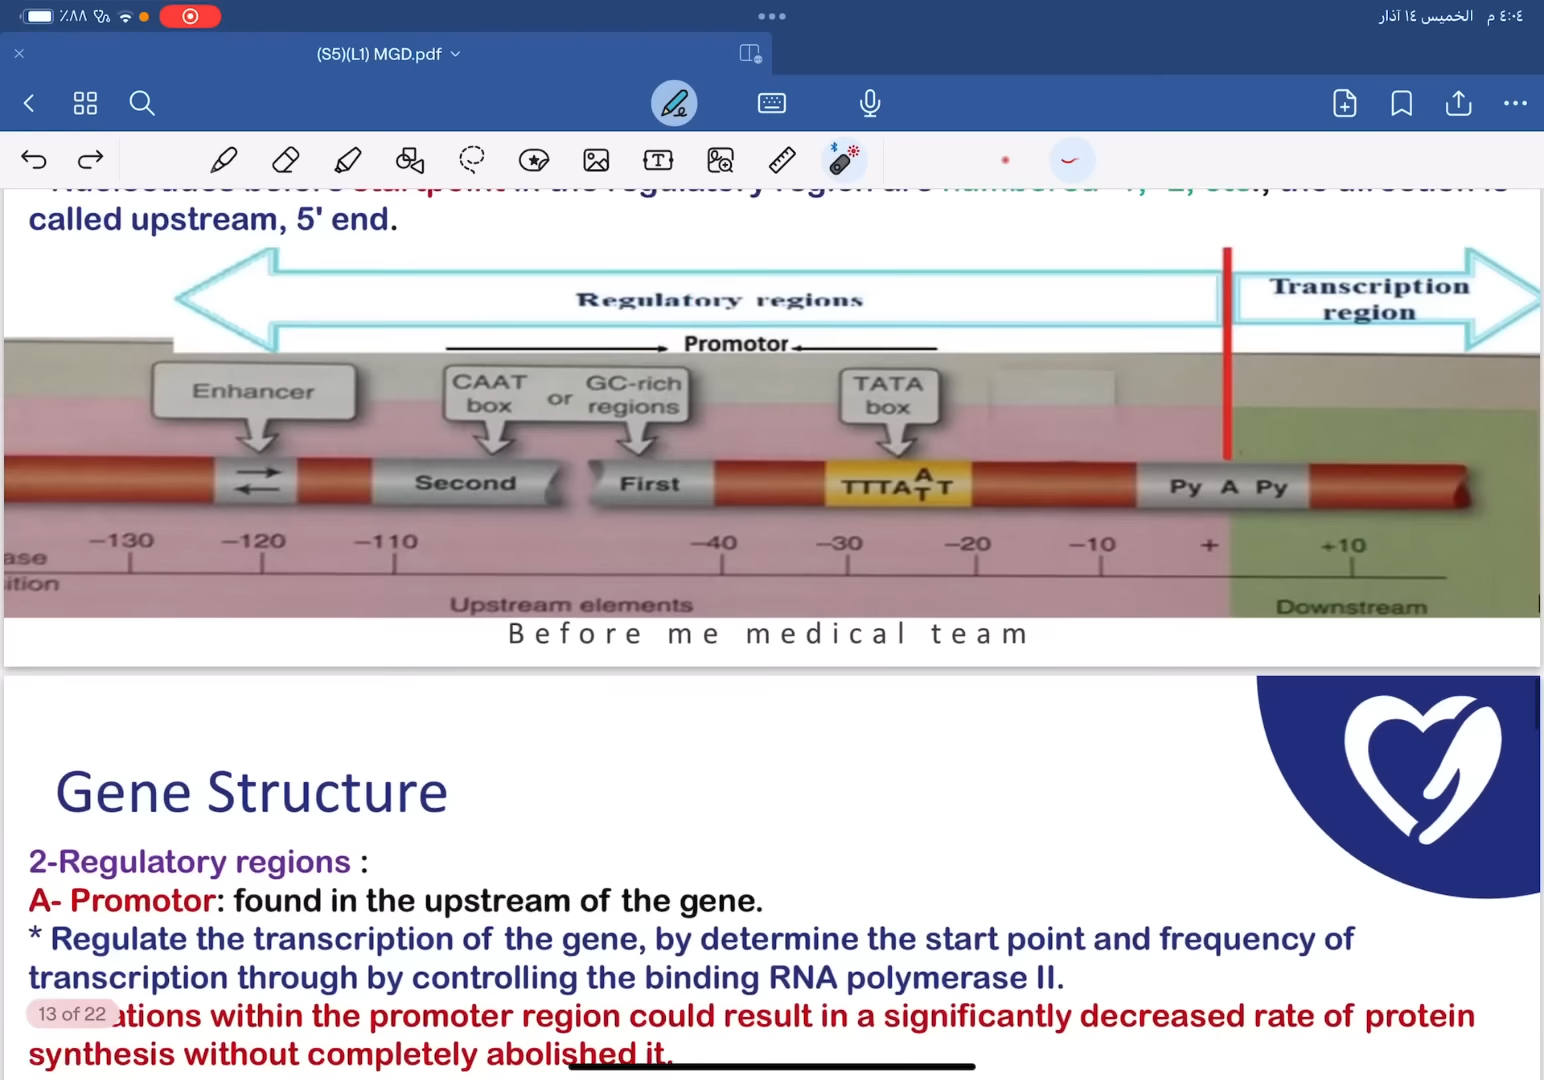 ٪٨٨
٤:٠٤ م الخميس ١٤ آذار
(S5)(L1) MGD.pdf
called upstream, 5' end.
Regulatory regions
Transcription region
Promotor
Enhancer
CAAT box or GC-rich regions
TATA box
Second
First
TTTA A/T T
Py A Py
−130 −120 −110 −40 −30 −20 −10 + +10
ase
ition
Upstream elements
Downstream
Before me medical team
Gene Structure
2-Regulatory regions :
A- Promotor: found in the upstream of the gene.
* Regulate the transcription of the gene, by determine the start point and frequency of
transcription through by controlling the binding RNA polymerase II.
13 of 22 ations within the promoter region could result in a significantly decreased rate of protein
synthesis without completely abolished it.